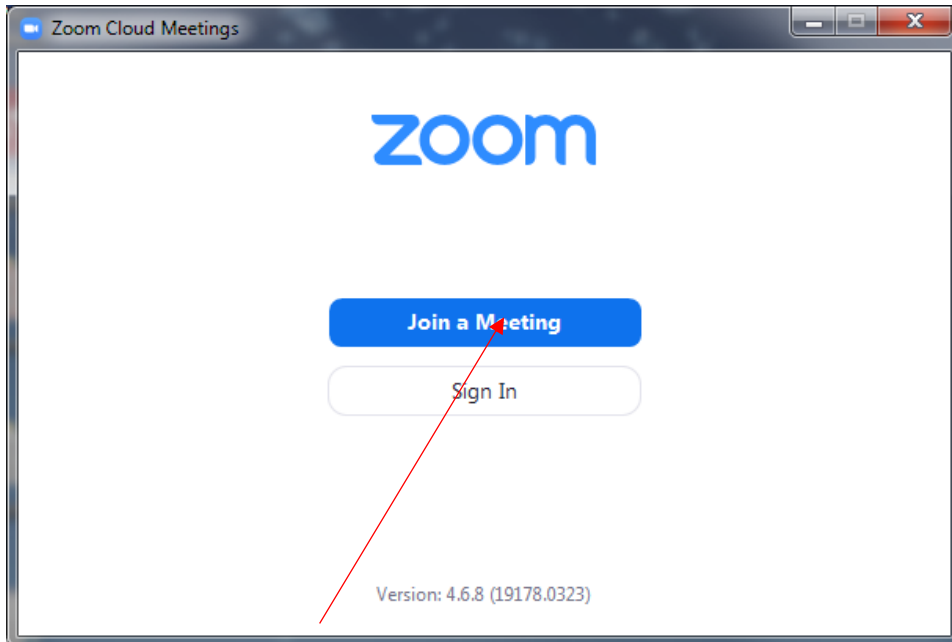 Zoom Cloud Meetings
zoom
Join a Meeting
Sign In
Version: 4.6.8 (19178.0323)